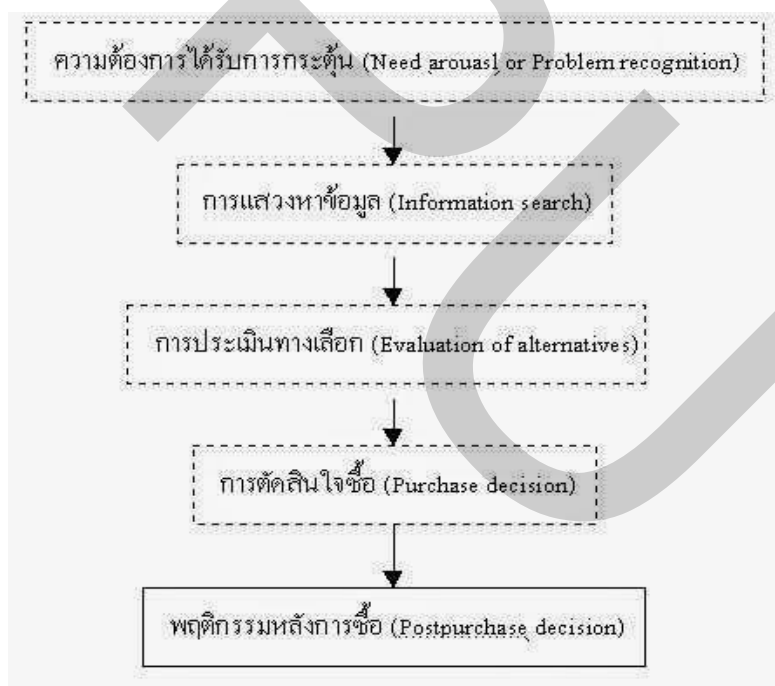 ความต้องการได้รับการกระตุ้น (Need arouasl or Problem recognition)
การแสวงหาข้อมูล (Information search)
การประเมินทางเลือก (Evaluation of alternatives)
การตัดสินใจซื้อ (Purchase decision)
พฤติกรรมหลังการซื้อ (Postpurchase decision)